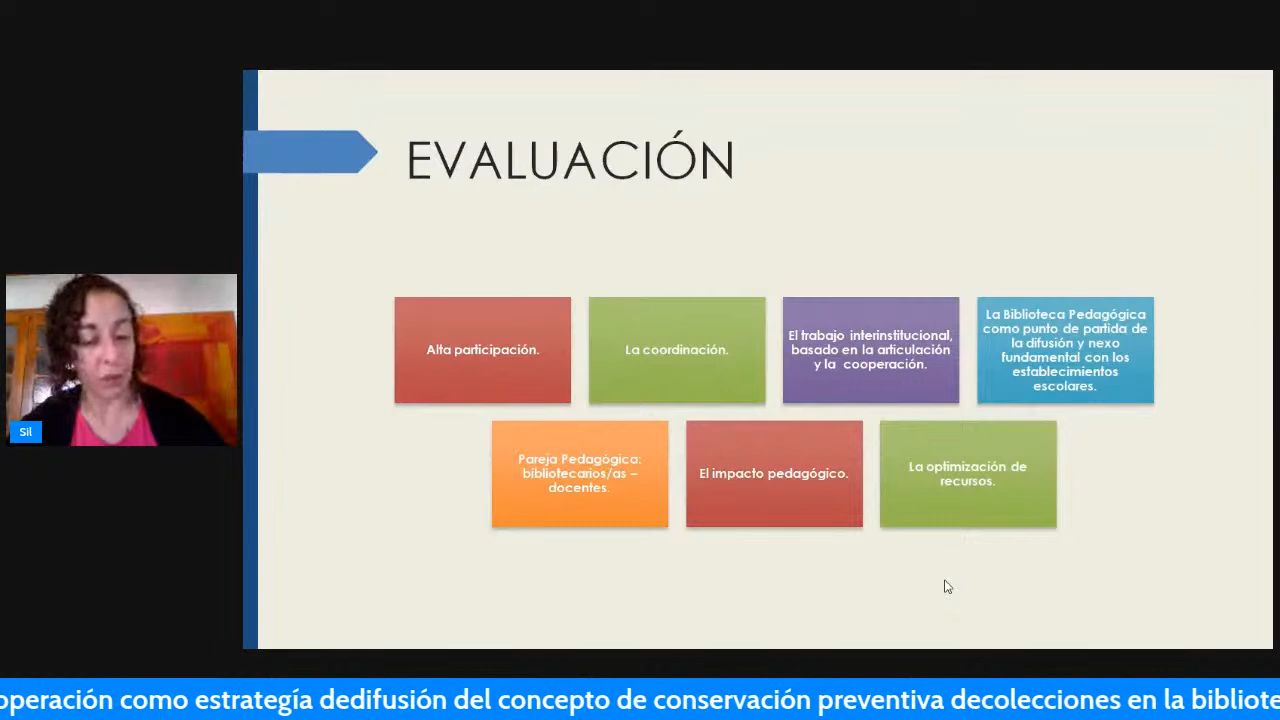 EVALUACIÓN
Alta participación.
La coordinación.
El trabajo interinstitucional,
basado en la articulación
y la cooperación.
La Biblioteca Pedagógica
como punto de partida de
la difusión y nexo
fundamental con los
establecimientos
escolares.
Pareja Pedagógica:
bibliotecarios/as –
docentes.
El impacto pedagógico.
La optimización de
recursos.
Sil
operación como estrategía dedifusión del concepto de conservación preventiva decolecciones en la bibliote